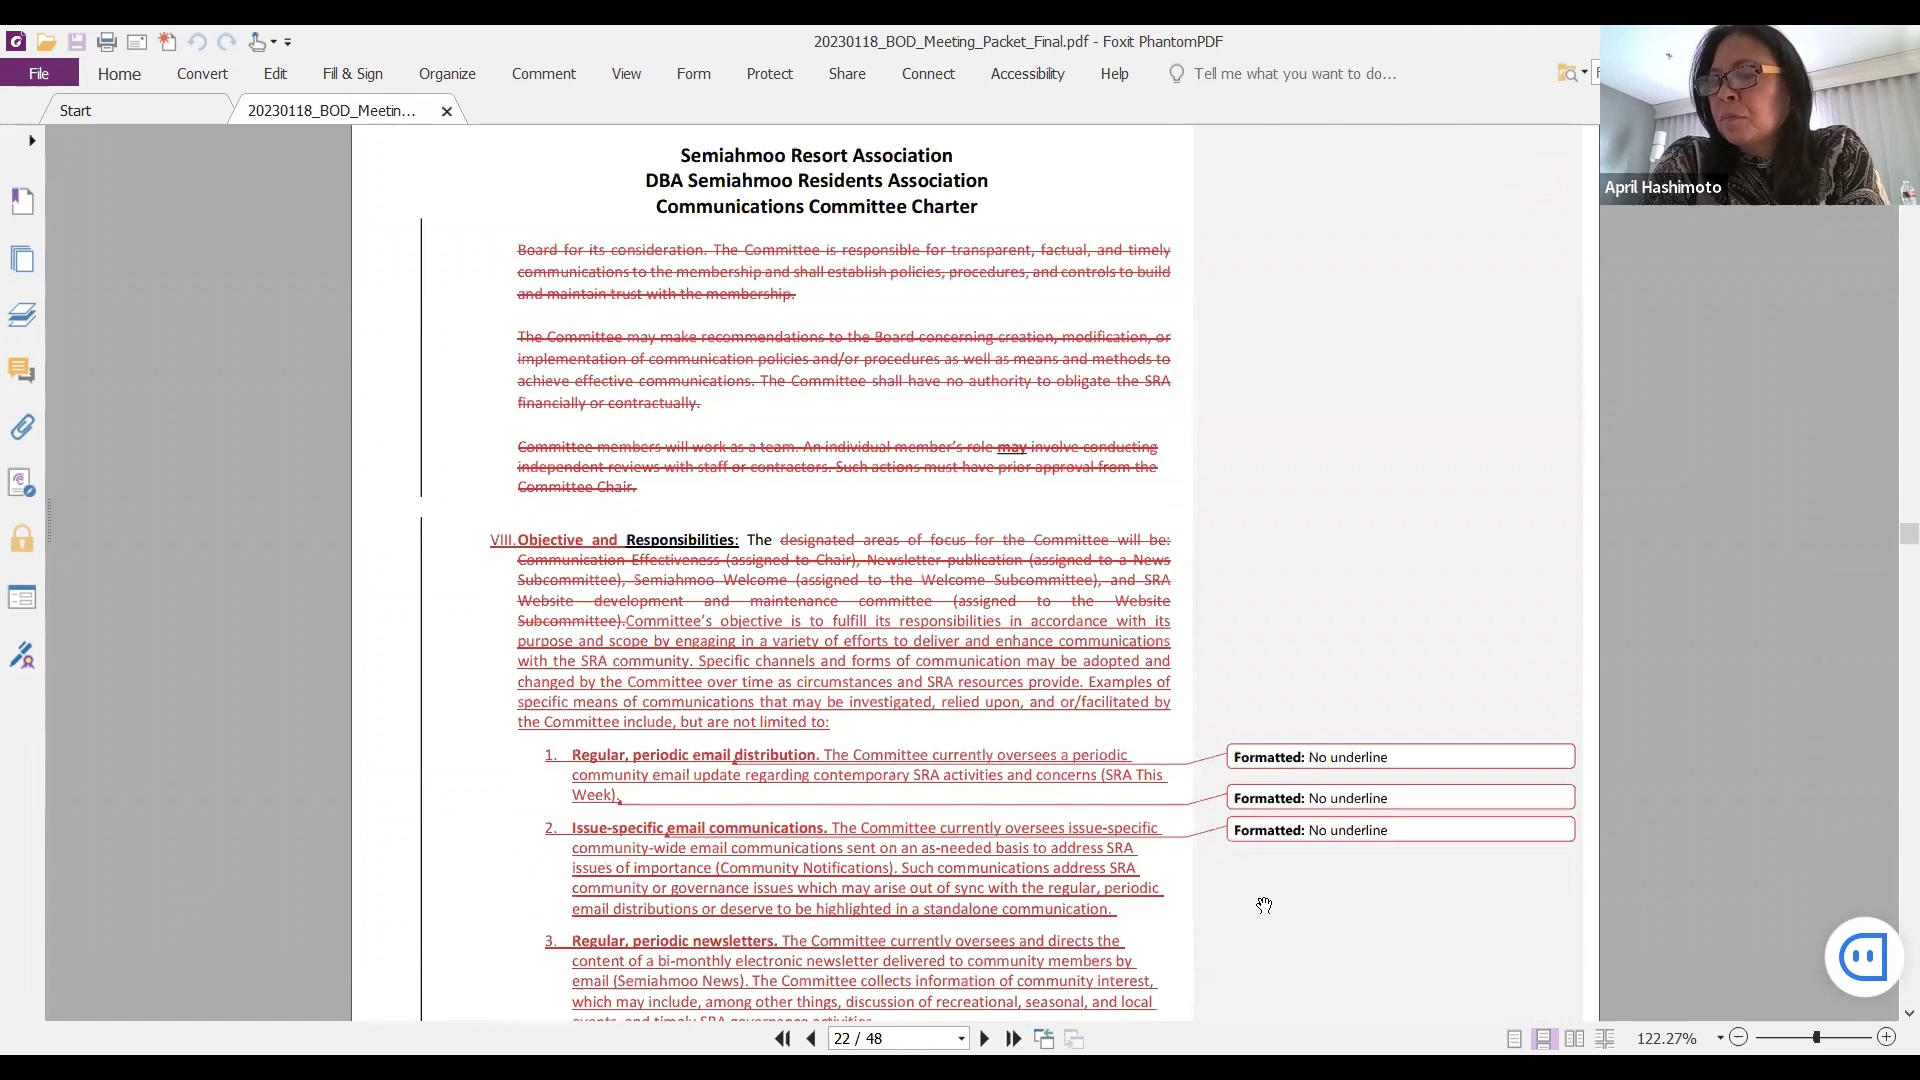 20230118_BOD_Meeting_Packet_Final.pdf - Foxit PhantomPDF
File Home Convert Edit Fill & Sign Organize Comment View Form Protect Share Connect Accessibility Help Tell me what you want to do...
Start 20230118_BOD_Meetin...
April Hashimoto
Semiahmoo Resort Association
DBA Semiahmoo Residents Association
Communications Committee Charter
Board for its consideration. The Committee is responsible for transparent, factual, and timely
communications to the membership and shall establish policies, procedures, and controls to build
and maintain trust with the membership.
The Committee may make recommendations to the Board concerning creation, modification, or
implementation of communication policies and/or procedures as well as means and methods to
achieve effective communications. The Committee shall have no authority to obligate the SRA
financially or contractually.
Committee members will work as a team. An individual member's role may involve conducting
independent reviews with staff or contractors. Such actions must have prior approval from the
Committee Chair.
VIII. Objective and Responsibilities: The designated areas of focus for the Committee will be:
Communication Effectiveness (assigned to Chair), Newsletter publication (assigned to a News
Subcommittee), Semiahmoo Welcome (assigned to the Welcome Subcommittee), and SRA
Website development and maintenance committee (assigned to the Website
Subcommittee).Committee's objective is to fulfill its responsibilities in accordance with its
purpose and scope by engaging in a variety of efforts to deliver and enhance communications
with the SRA community. Specific channels and forms of communication may be adopted and
changed by the Committee over time as circumstances and SRA resources provide. Examples of
specific means of communications that may be investigated, relied upon, and or/facilitated by
the Committee include, but are not limited to:
1. Regular, periodic email distribution. The Committee currently oversees a periodic
community email update regarding contemporary SRA activities and concerns (SRA This
Week).
Formatted: No underline
Formatted: No underline
2. Issue-specific email communications. The Committee currently oversees issue-specific
community-wide email communications sent on an as-needed basis to address SRA
issues of importance (Community Notifications). Such communications address SRA
community or governance issues which may arise out of sync with the regular, periodic
email distributions or deserve to be highlighted in a standalone communication.
Formatted: No underline
3. Regular, periodic newsletters. The Committee currently oversees and directs the
content of a bi-monthly electronic newsletter delivered to community members by
email (Semiahmoo News). The Committee collects information of community interest,
which may include, among other things, discussion of recreational, seasonal, and local
events, and timely SRA governance activities.
22 / 48
122.27%